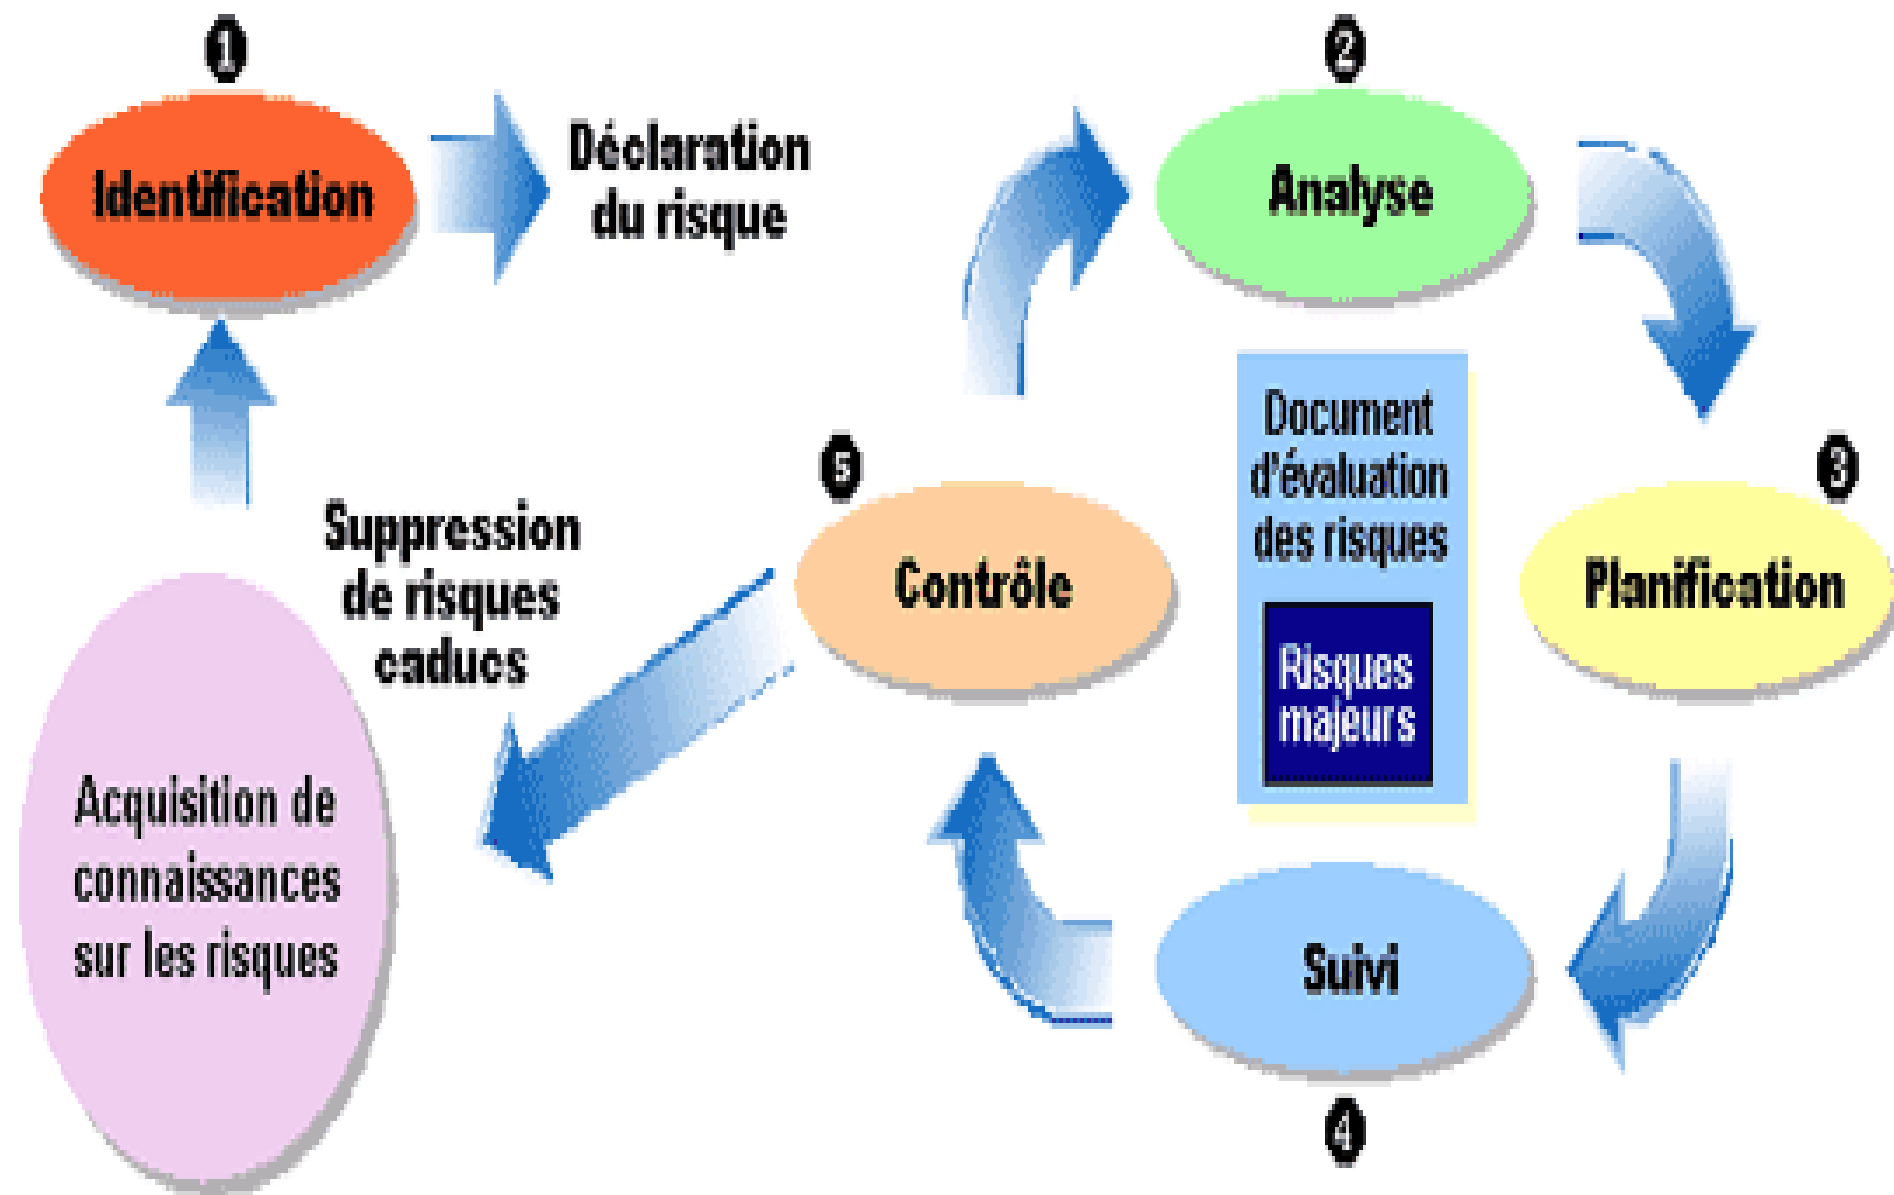 1
Identification
Déclaration
du risque
2
Analyse
3
Planification
4
Suivi
5
Contrôle
Document
d'évaluation
des risques
Risques
majeurs
Suppression
de risques
caducs
Acquisition de
connaissances
sur les risques